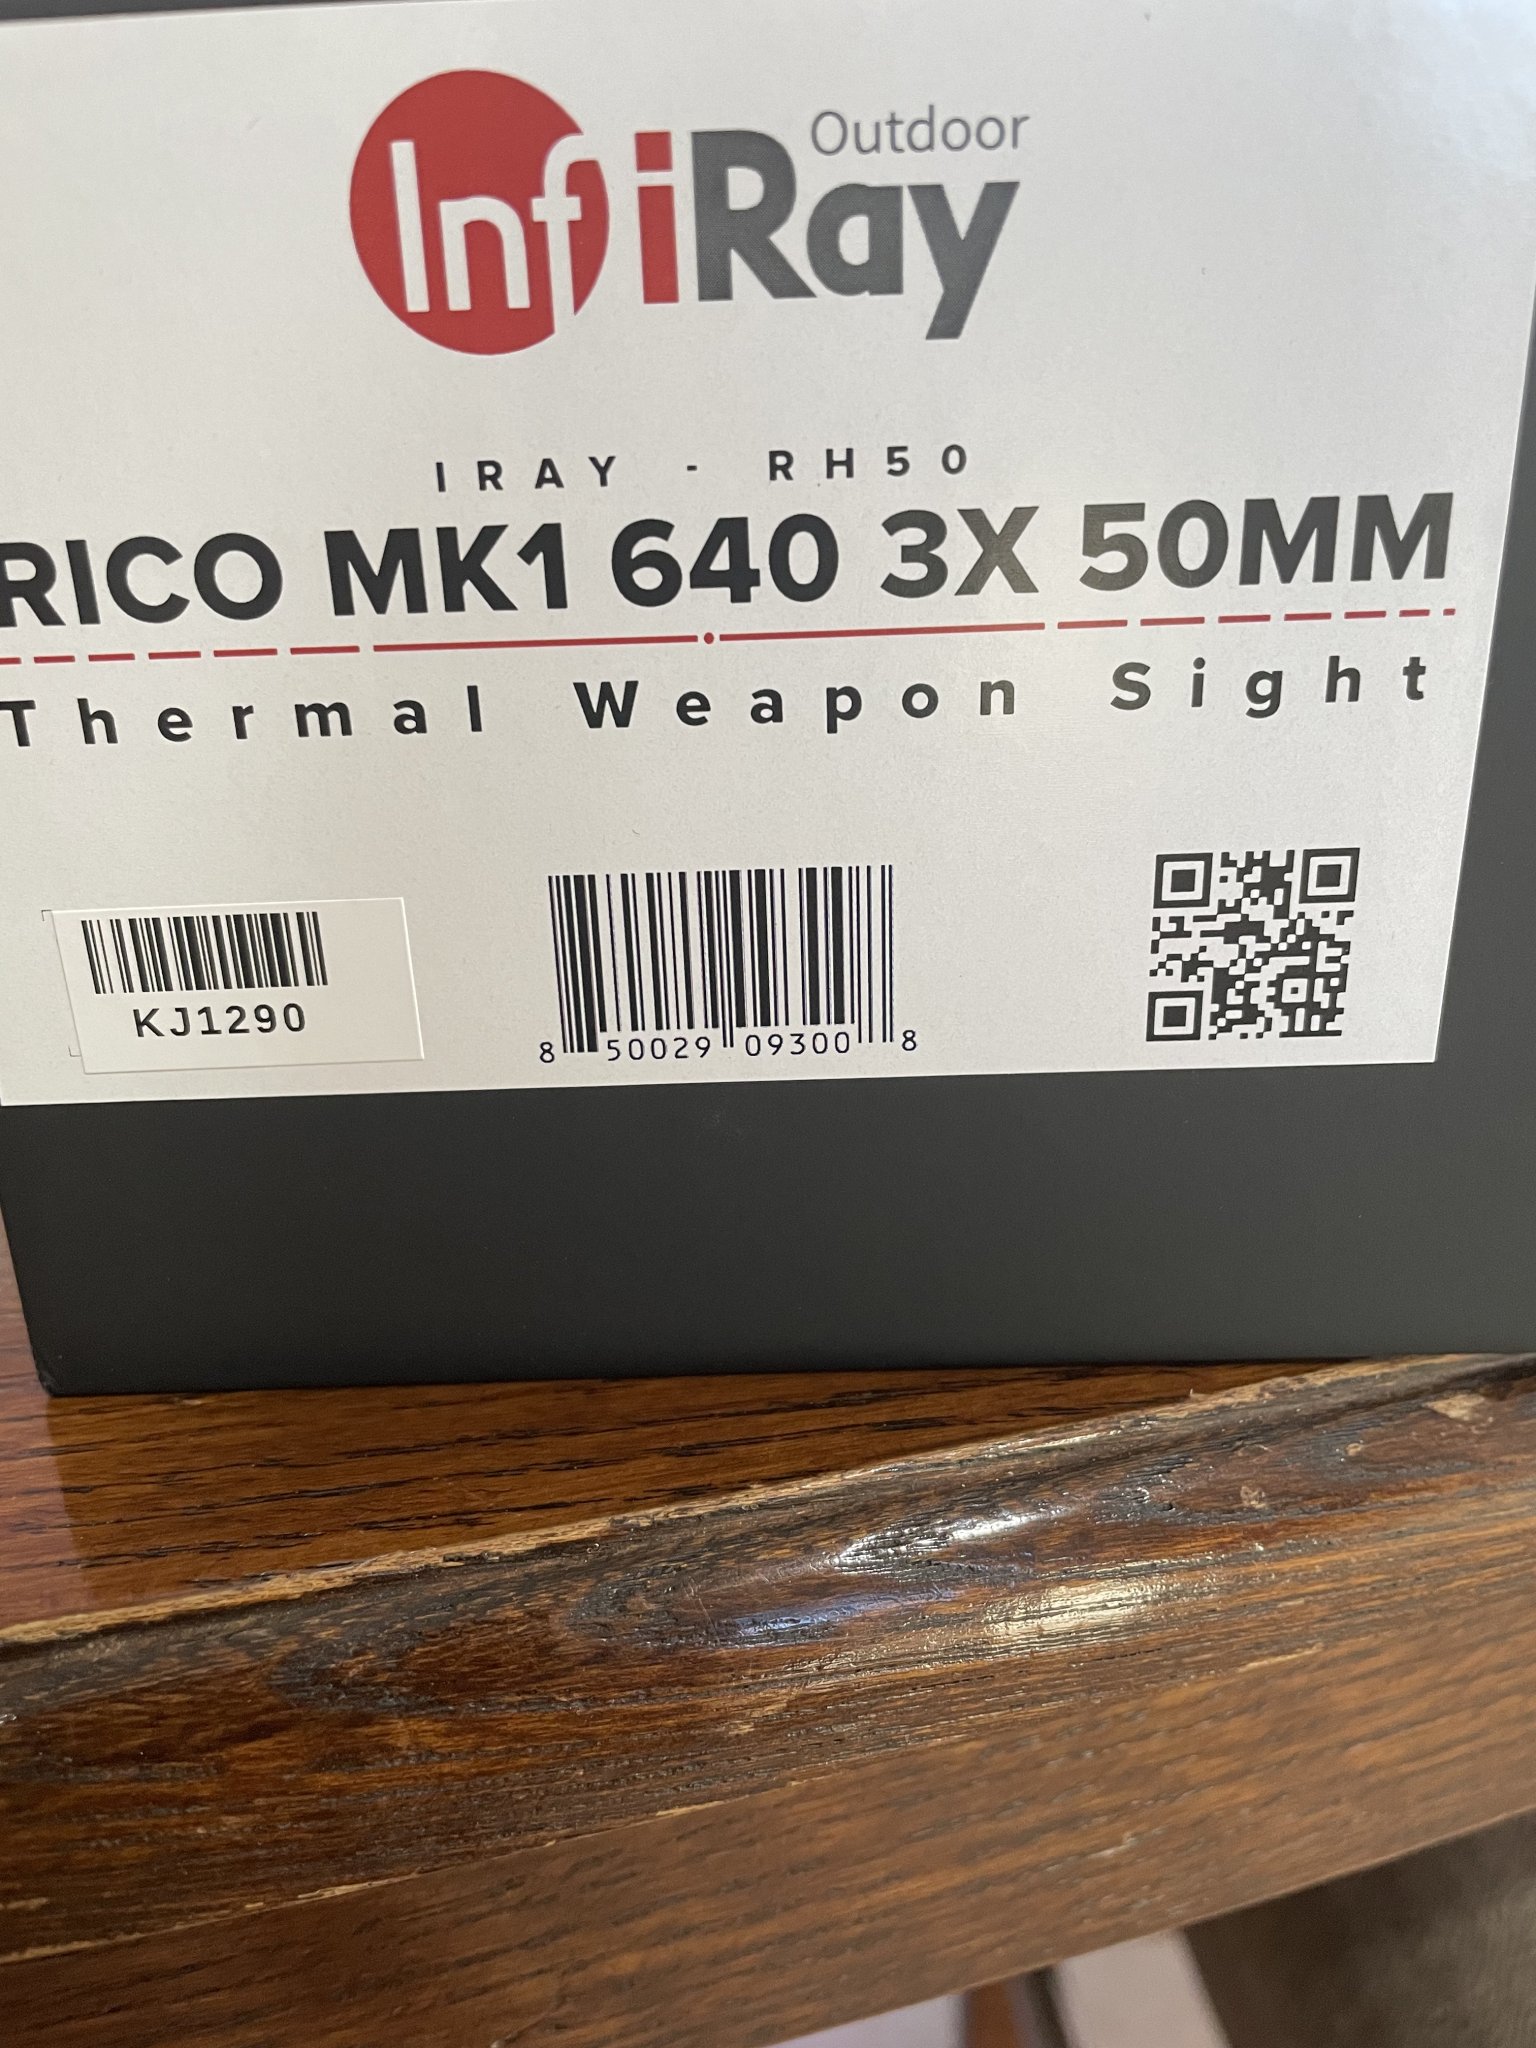 Outdoor
InfiRay
IRAY - RH50
RICO MK1 640 3X 50MM
Thermal Weapon Sight
KJ1290
8 50029 09300 8